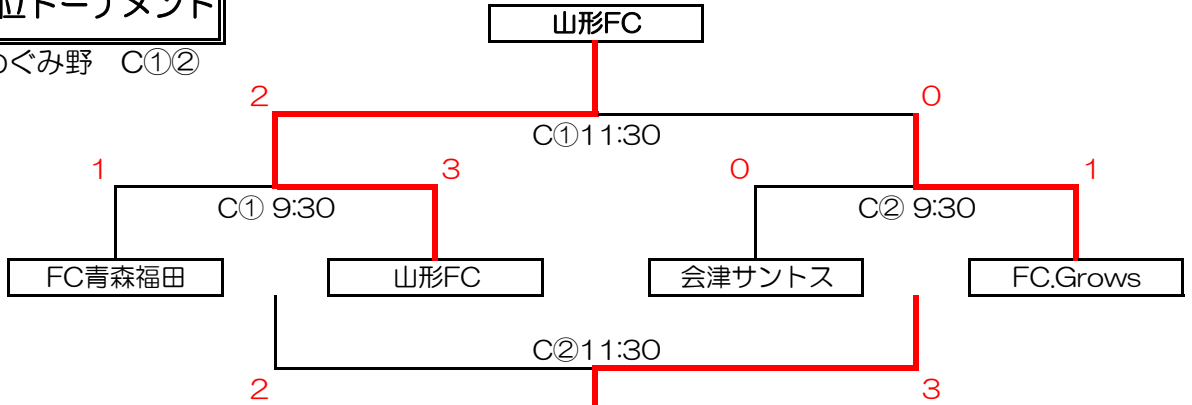 位トーナメント
めぐみ野 C①②
山形FC
2 0
C①11:30
1 3 0 1
C① 9:30 C② 9:30
FC青森福田 山形FC 会津サントス FC.Grows
C②11:30
2 3